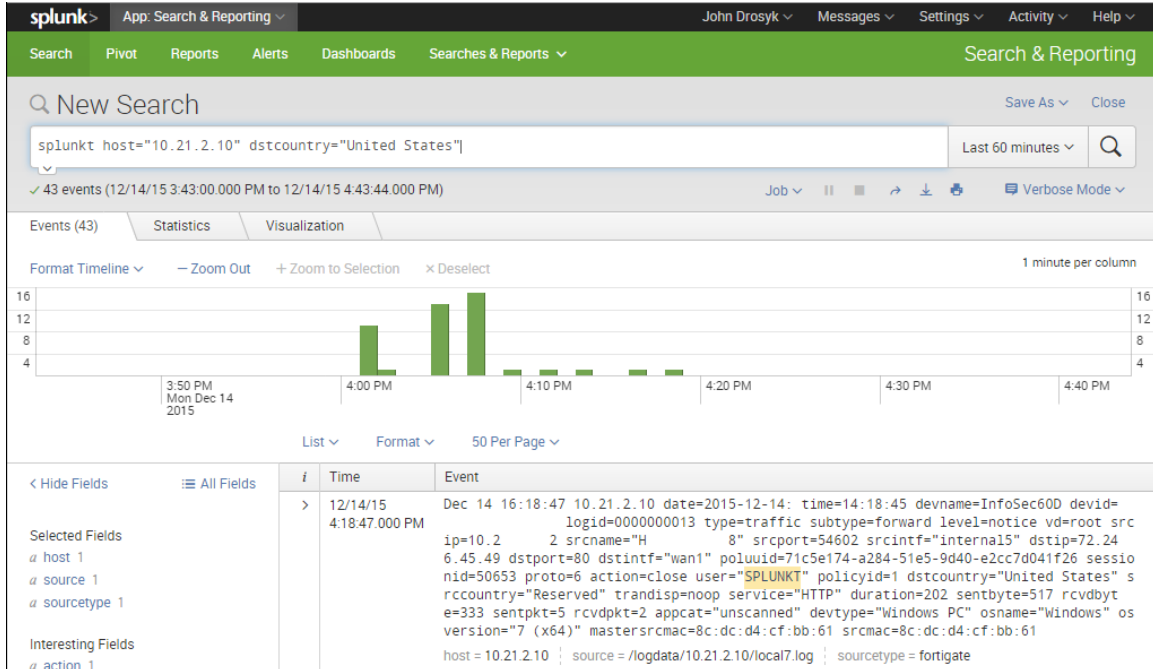 splunk> App: Search & Reporting John Drosyk Messages Settings Activity Help
Search Pivot Reports Alerts Dashboards Searches & Reports Search & Reporting
New Search Save As Close
splunkt host="10.21.2.10" dstcountry="United States" Last 60 minutes
43 events (12/14/15 3:43:00.000 PM to 12/14/15 4:43:44.000 PM) Job Verbose Mode
Events (43) Statistics Visualization
Format Timeline — Zoom Out + Zoom to Selection × Deselect 1 minute per column
16 16
12 12
8 8
4 4
3:50 PM 4:00 PM 4:10 PM 4:20 PM 4:30 PM 4:40 PM
Mon Dec 14
2015
List Format 50 Per Page
< Hide Fields All Fields i Time Event
Selected Fields
a host 1
a source 1
a sourcetype 1
Interesting Fields
a action 1
> 12/14/15
4:18:47.000 PM
Dec 14 16:18:47 10.21.2.10 date=2015-12-14: time=14:18:45 devname=InfoSec60D devid=
logid=0000000013 type=traffic subtype=forward level=notice vd=root src
ip=10.2 2 srcname="H 8" srcport=54602 srcintf="internal5" dstip=72.24
6.45.49 dstport=80 dstintf="wan1" poluuid=71c5e174-a284-51e5-9d40-e2cc7d041f26 sessio
nid=50653 proto=6 action=close user="SPLUNKT" policyid=1 dstcountry="United States" s
rccountry="Reserved" trandisp=noop service="HTTP" duration=202 sentbyte=517 rcvdbyt
e=333 sentpkt=5 rcvdpkt=2 appcat="unscanned" devtype="Windows PC" osname="Windows" os
version="7 (x64)" mastersrcmac=8c:dc:d4:cf:bb:61 srcmac=8c:dc:d4:cf:bb:61
host = 10.21.2.10 source = /logdata/10.21.2.10/local7.log sourcetype = fortigate